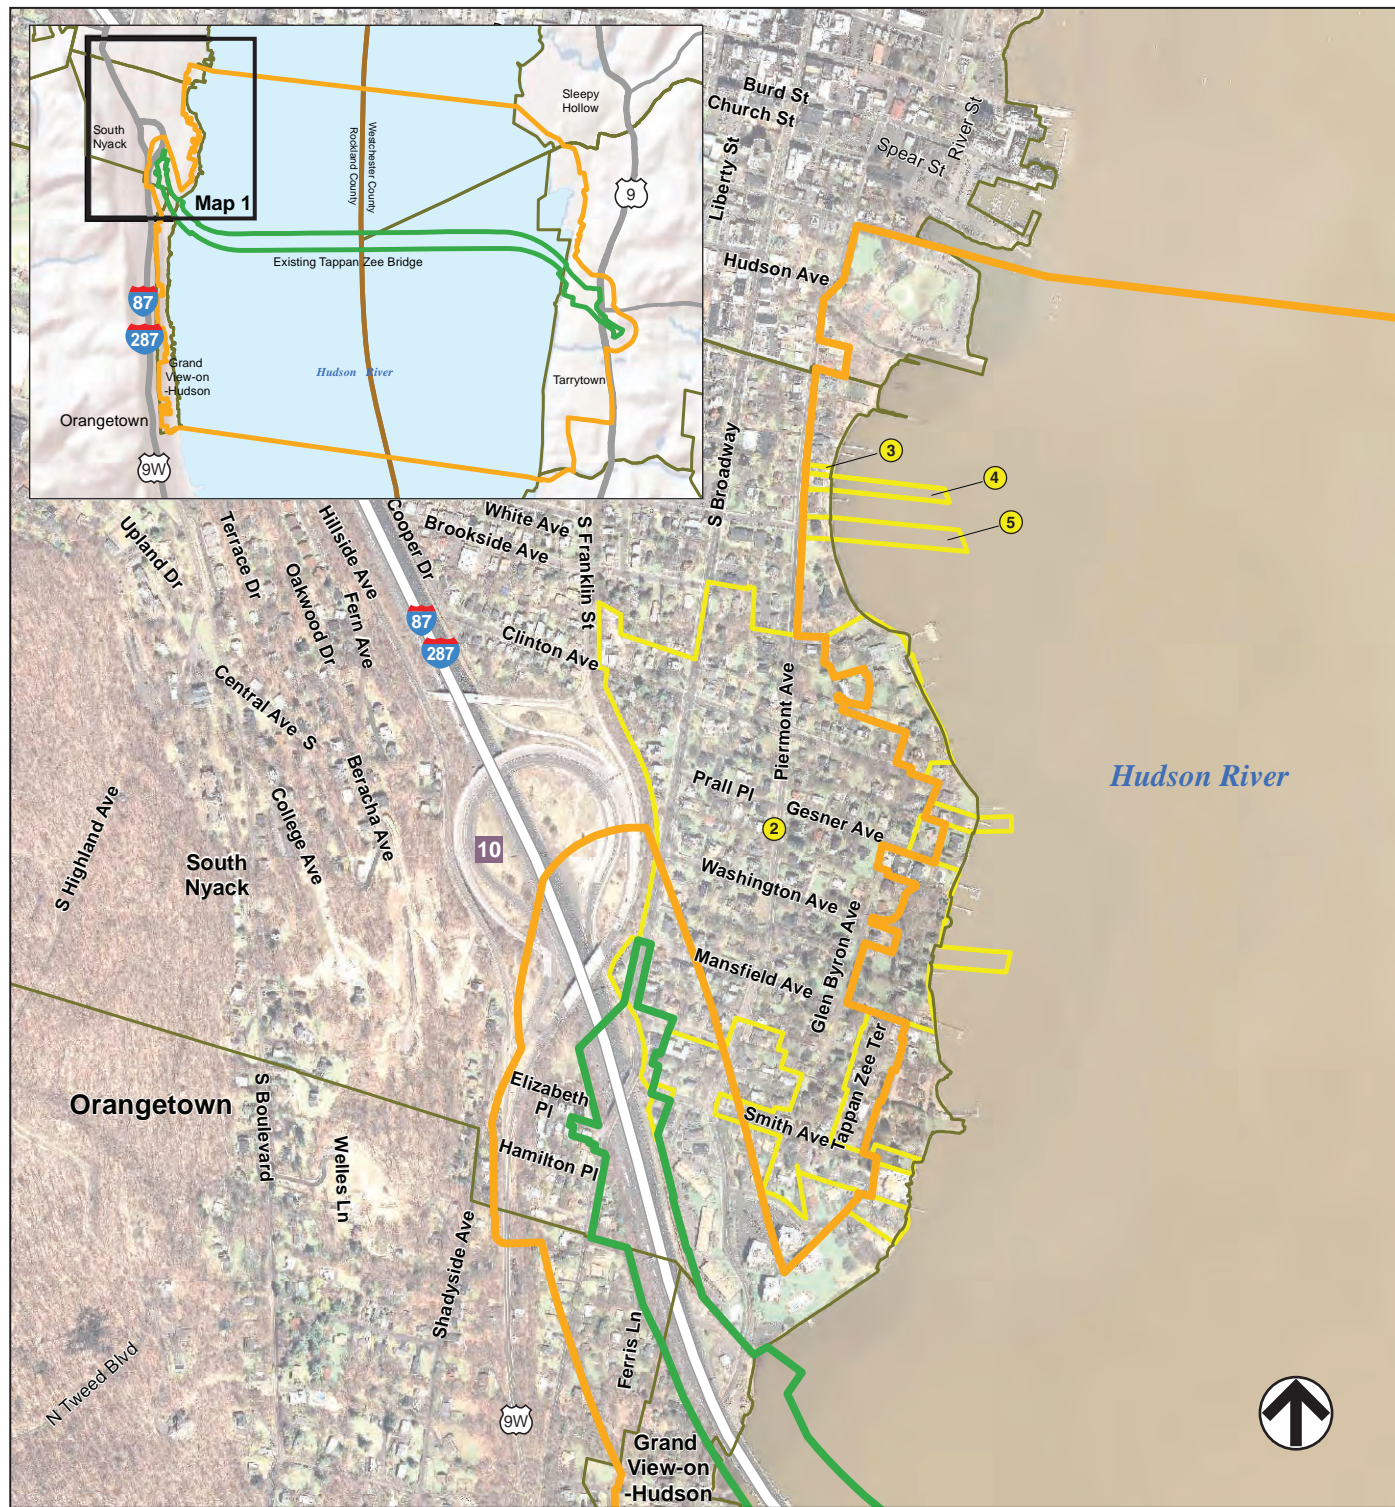 Sleepy
Hollow
South
Nyack
Westchester County
Rockland County
9
Map 1
Existing Tappan Zee Bridge
87
287
Grand
View-on
-Hudson
Hudson River
Tarrytown
Orangetown
9W
Burd St
Church St
River St
Spear St
Liberty St
Hudson Ave
S Broadway
3
4
5
Upland Dr
Terrace Dr
Hillside Ave
Cooper Dr
White Ave
Brookside Ave
S Franklin St
Oakwood Dr
Fern Ave
87
287
Clinton Ave
Central Ave S
Piermont Ave
Hudson River
Beracha Ave
College Ave
S Highland Ave
Prall Pl
Gesner Ave
2
10
South
Nyack
Washington Ave
Glen Byron Ave
Mansfield Ave
Tappan Zee Ter
Elizabeth
Pl
Orangetown
S Boulevard
Smith Ave
Hamilton Pl
Welles Ln
Shadyside Ave
Ferris Ln
N Tweed Blvd
9W
Grand
View-on
-Hudson